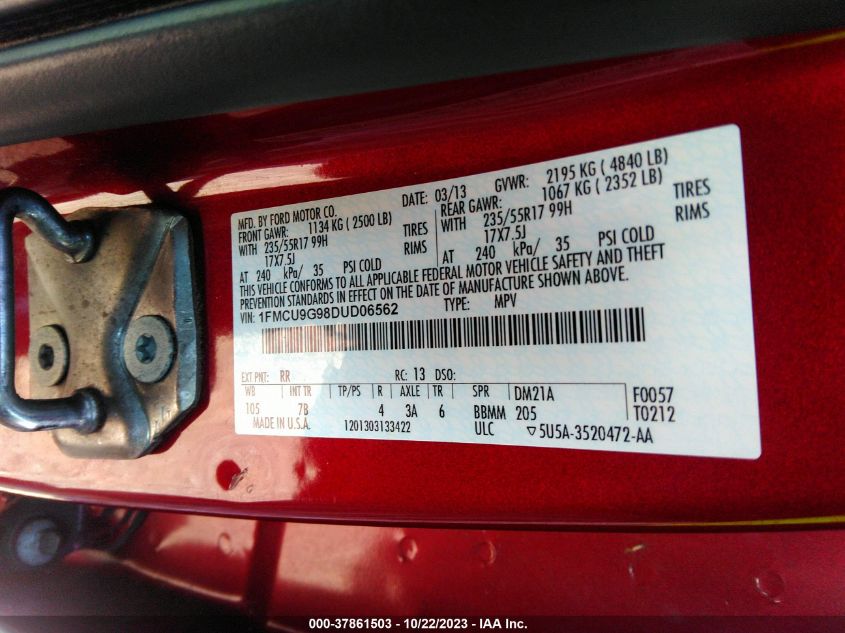 MFD. BY FORD MOTOR CO. 03/13 GVWR: 2195 KG ( 4840 LB)
FRONT GAWR: 1134 KG ( 2500 LB) REAR GAWR: 1067 KG ( 2352 LB)
WITH 235/55R17 99H TIRES WITH 235/55R17 99H TIRES
17X7.5J RIMS 17X7.5J RIMS
AT 240 kPa/ 35 PSI COLD AT 240 kPa/ 35 PSI COLD
THIS VEHICLE CONFORMS TO ALL APPLICABLE FEDERAL MOTOR VEHICLE SAFETY AND THEFT
PREVENTION STANDARDS IN EFFECT ON THE DATE OF MANUFACTURE SHOWN ABOVE.
VIN: 1FMCU9G98DUD06562 TYPE: MPV
EXT PNT: RR RC: 13 DSO:
WB INT TR TP/PS R AXLE TR SPR DM21A F0057
105 7B 4 3A 6 BBMM 205 T0212
MADE IN U.S.A. 1201303133422 ULC ▽5U5A-3520472-AA
000-37861503 - 10/22/2023 - IAA Inc.